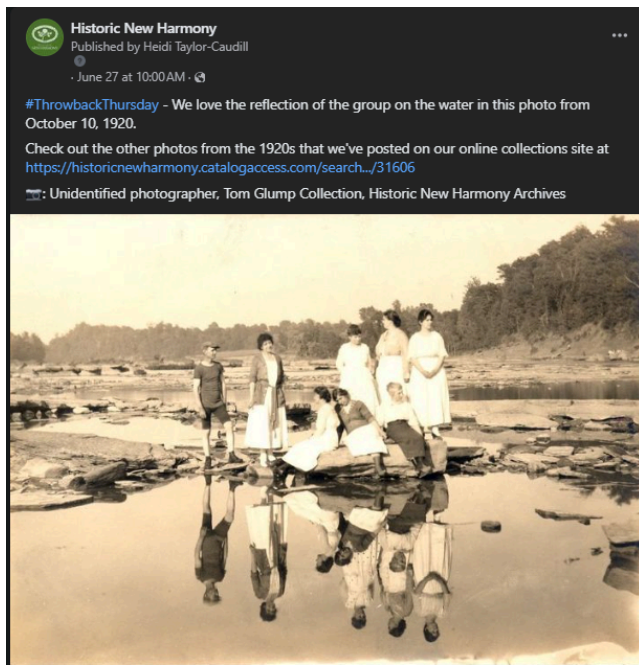 Historic New Harmony
Published by Heidi Taylor-Caudill
· June 27 at 10:00 AM ·
#ThrowbackThursday - We love the reflection of the group on the water in this photo from
October 10, 1920.
Check out the other photos from the 1920s that we've posted on our online collections site at
https://historicnewharmony.catalogaccess.com/search.../31606
📷: Unidentified photographer, Tom Glump Collection, Historic New Harmony Archives